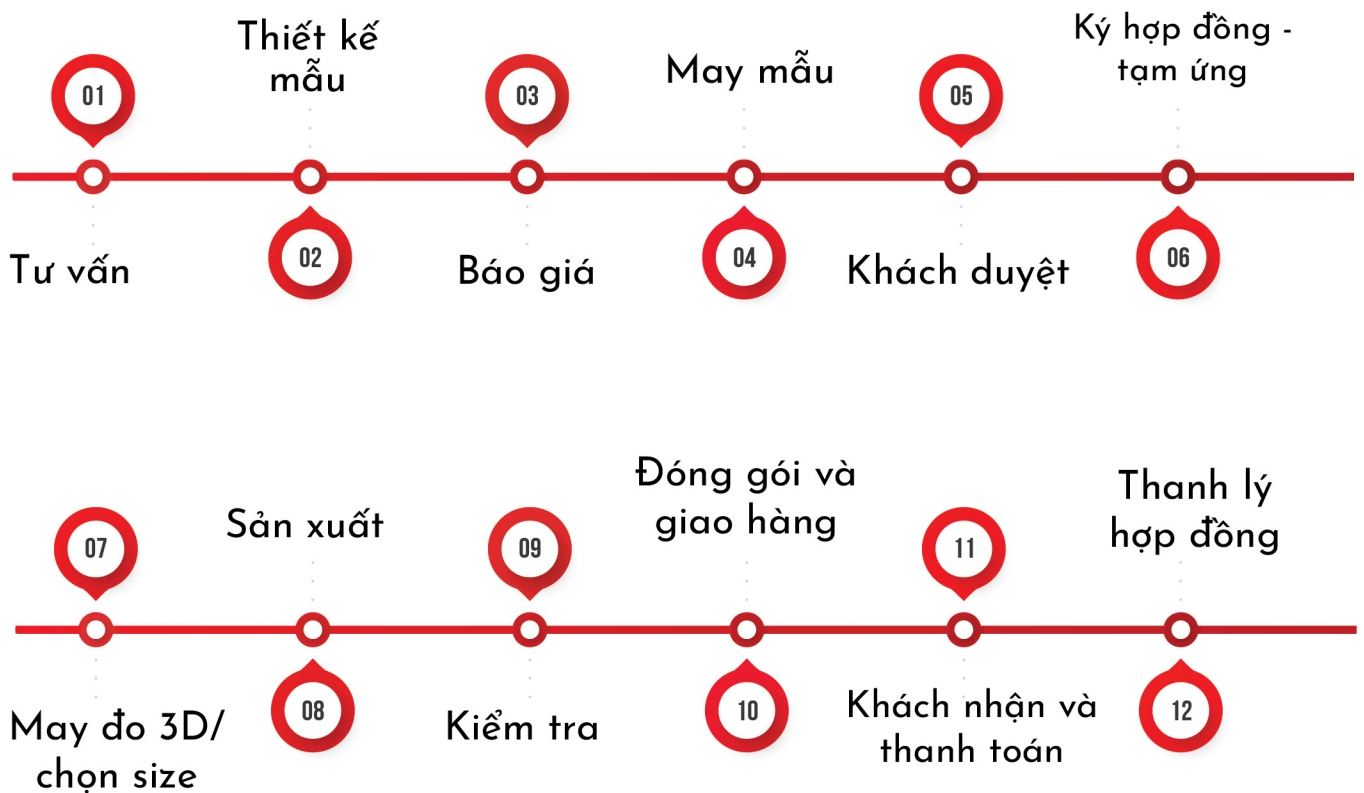 01
Tư vấn
Thiết kế
mẫu
02
03
Báo giá
May mẫu
04
05
Khách duyệt
Ký hợp đồng -
tạm ứng
06
07
May đo 3D/
chọn size
Sản xuất
08
09
Kiểm tra
Đóng gói và
giao hàng
10
11
Khách nhận và
thanh toán
Thanh lý
hợp đồng
12